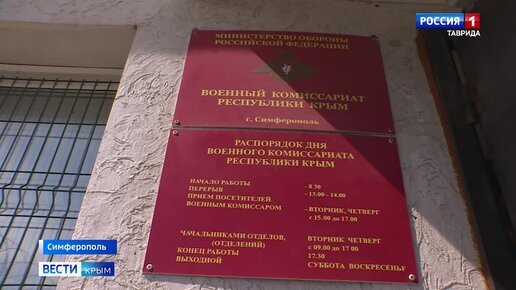 РОССИЯ 1
ТАВРИДА
МИНИСТЕРСТВО ОБОРОНЫ
РОССИЙСКОЙ ФЕДЕРАЦИИ
ВОЕННЫЙ КОМИССАРИАТ
РЕСПУБЛИКИ КРЫМ
г. Симферополь
РАСПОРЯДОК ДНЯ
ВОЕННОГО КОМИССАРИАТА
РЕСПУБЛИКИ КРЫМ
НАЧАЛО РАБОТЫ - 8 30
ПЕРЕРЫВ - 13.00 - 14.00
ПРИЕМ ПОСЕТИТЕЛЕЙ.
ВОЕННЫМ КОМИССАРОМ - ВТОРНИК, ЧЕТВЕРГ
с 15.00 до 17.00
НАЧАЛЬНИКАМИ ОТДЕЛОВ, ВТОРНИК ЧЕТВЕРГ
(ОТДЕЛЕНИЙ) с 09.00 до 17 00
КОНЕЦ РАБОТЫ 17.30
ВЫХОДНОЙ СУББОТА ВОСКРЕСЕНЬЕ
Симферополь
ВЕСТИ КРЫМ